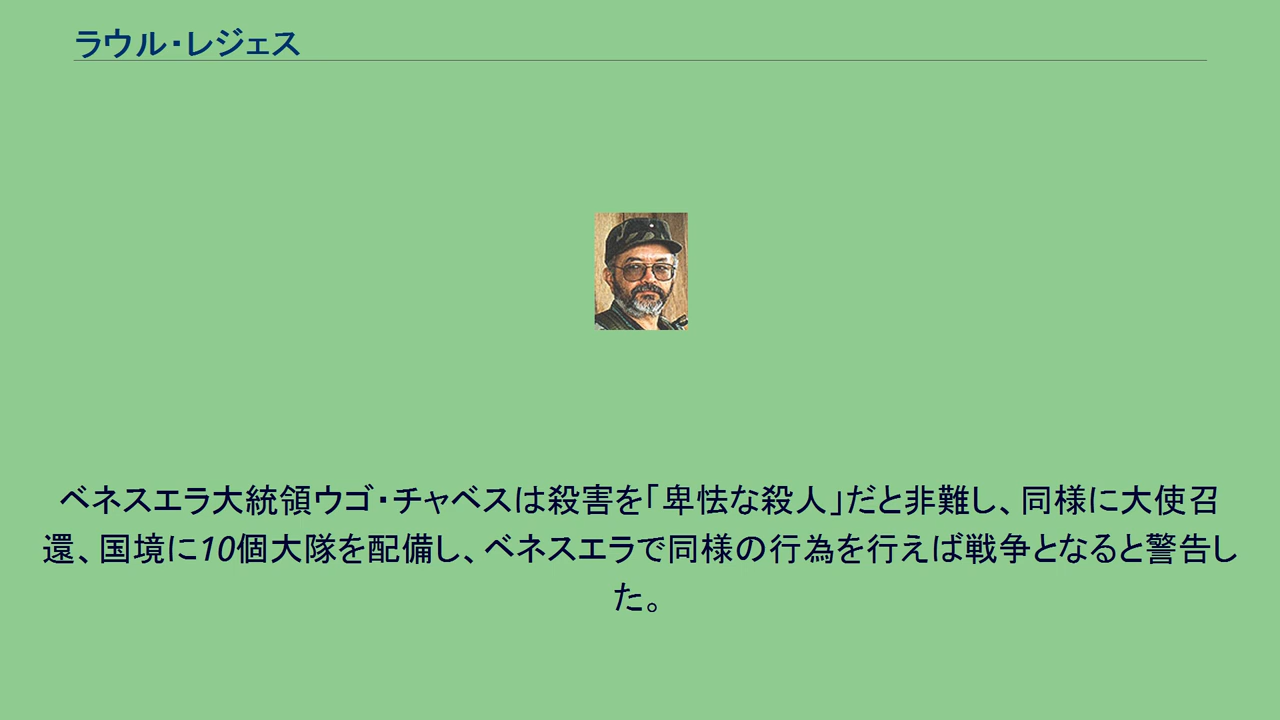 ラウル・レジェス
ベネスエラ大統領ウゴ・チャベスは殺害を「卑怯な殺人」だと非難し、同様に大使召
還、国境に10個大隊を配備し、ベネスエラで同様の行為を行えば戦争となると警告し
た。